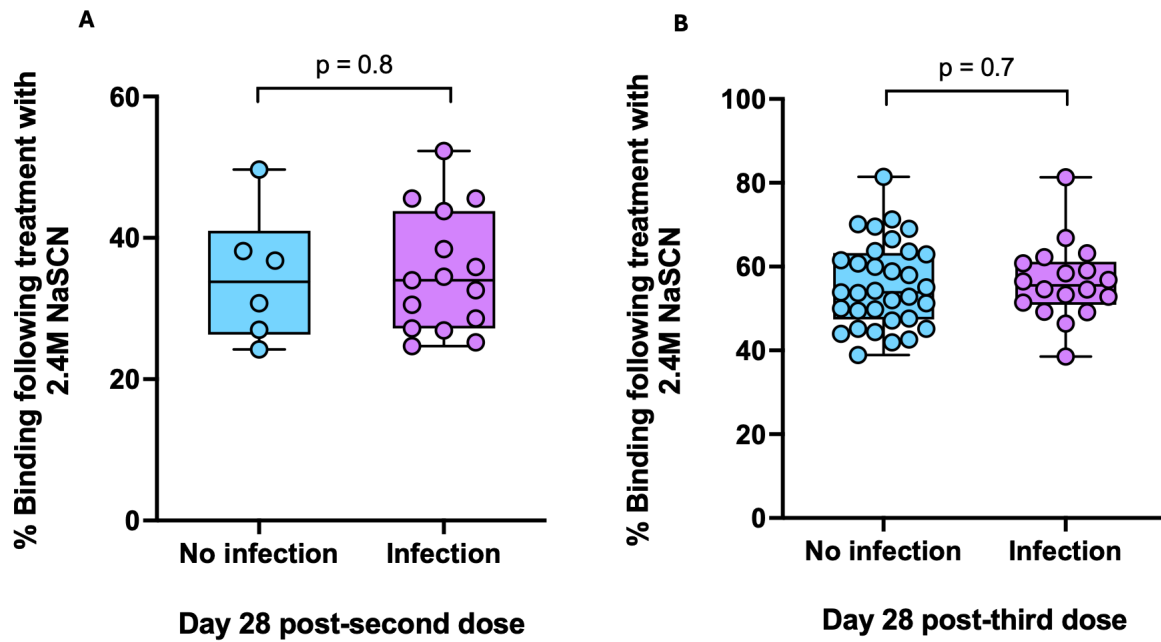 A
% Binding following treatment with
2.4M NaSCN
p = 0.8
60
40
20
0
No infection
Infection
Day 28 post-second dose
B
% Binding following treatment with
2.4M NaSCN
p = 0.7
100
80
60
40
20
0
No infection
Infection
Day 28 post-third dose